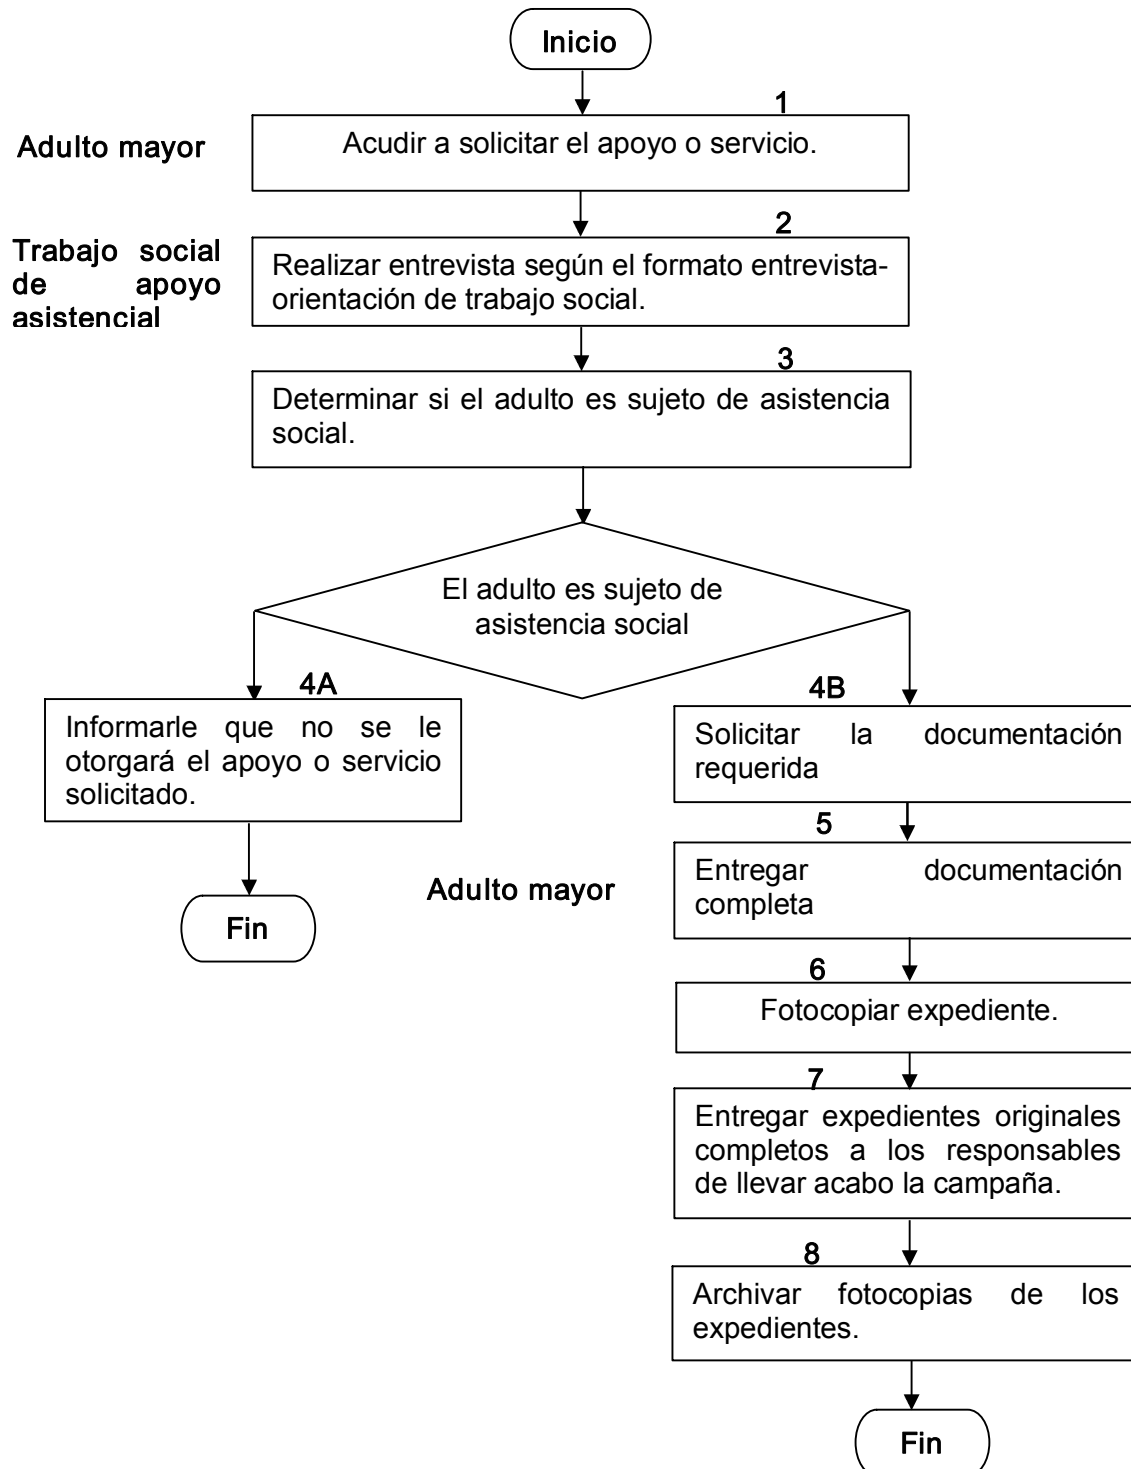 Inicio
1
Adulto mayor
Acudir a solicitar el apoyo o servicio.
2
Trabajo social
de apoyo
asistencial
Realizar entrevista según el formato entrevista-
orientación de trabajo social.
3
Determinar si el adulto es sujeto de asistencia
social.
El adulto es sujeto de
asistencia social
4A
Informarle que no se le
otorgará el apoyo o servicio
solicitado.
Fin
4B
Solicitar la documentación
requerida
5
Adulto mayor
Entregar documentación
completa
6
Fotocopiar expediente.
7
Entregar expedientes originales
completos a los responsables
de llevar acabo la campaña.
8
Archivar fotocopias de los
expedientes.
Fin